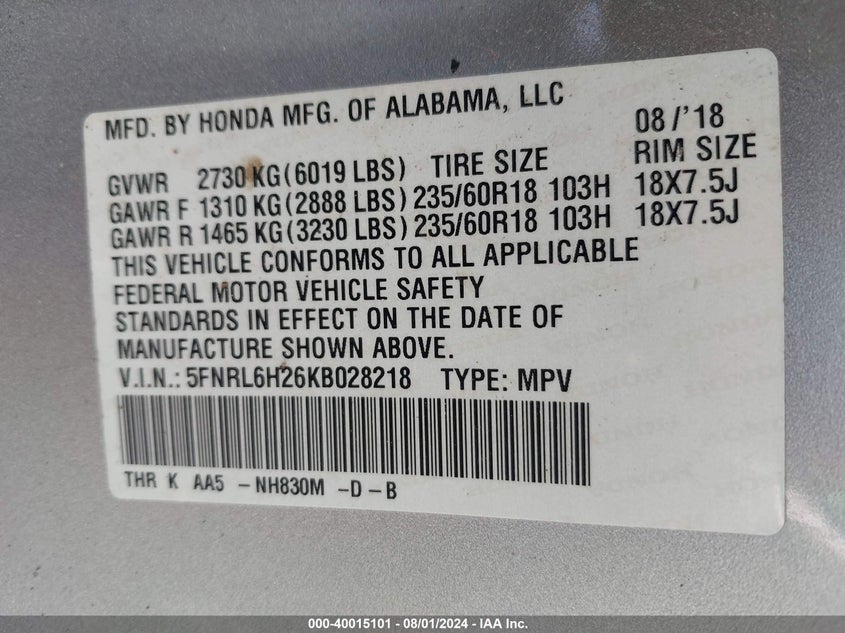 MFD. BY HONDA MFG. OF ALABAMA, LLC 08/'18
GVWR 2730 KG(6019 LBS) TIRE SIZE RIM SIZE
GAWR F 1310 KG(2888 LBS) 235/60R18 103H 18X7.5J
GAWR R 1465 KG(3230 LBS) 235/60R18 103H 18X7.5J
THIS VEHICLE CONFORMS TO ALL APPLICABLE
FEDERAL MOTOR VEHICLE SAFETY
STANDARDS IN EFFECT ON THE DATE OF
MANUFACTURE SHOWN ABOVE.
V.I.N.: 5FNRL6H26KB028218 TYPE: MPV
THR K AA5 -NH830M -D-B
000-40015101 - 08/01/2024 - IAA Inc.